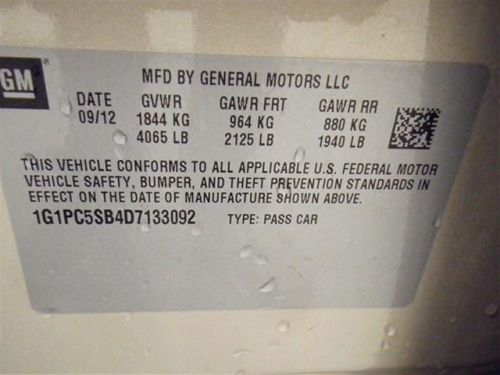 GM
MFD BY GENERAL MOTORS LLC
DATE GVWR GAWR FRT GAWR RR
09/12 1844 KG 964 KG 880 KG
4065 LB 2125 LB 1940 LB
THIS VEHICLE CONFORMS TO ALL APPLICABLE U.S. FEDERAL MOTOR
VEHICLE SAFETY, BUMPER, AND THEFT PREVENTION STANDARDS IN
EFFECT ON THE DATE OF MANUFACTURE SHOWN ABOVE.
1G1PC5SB4D7133092 TYPE: PASS CAR